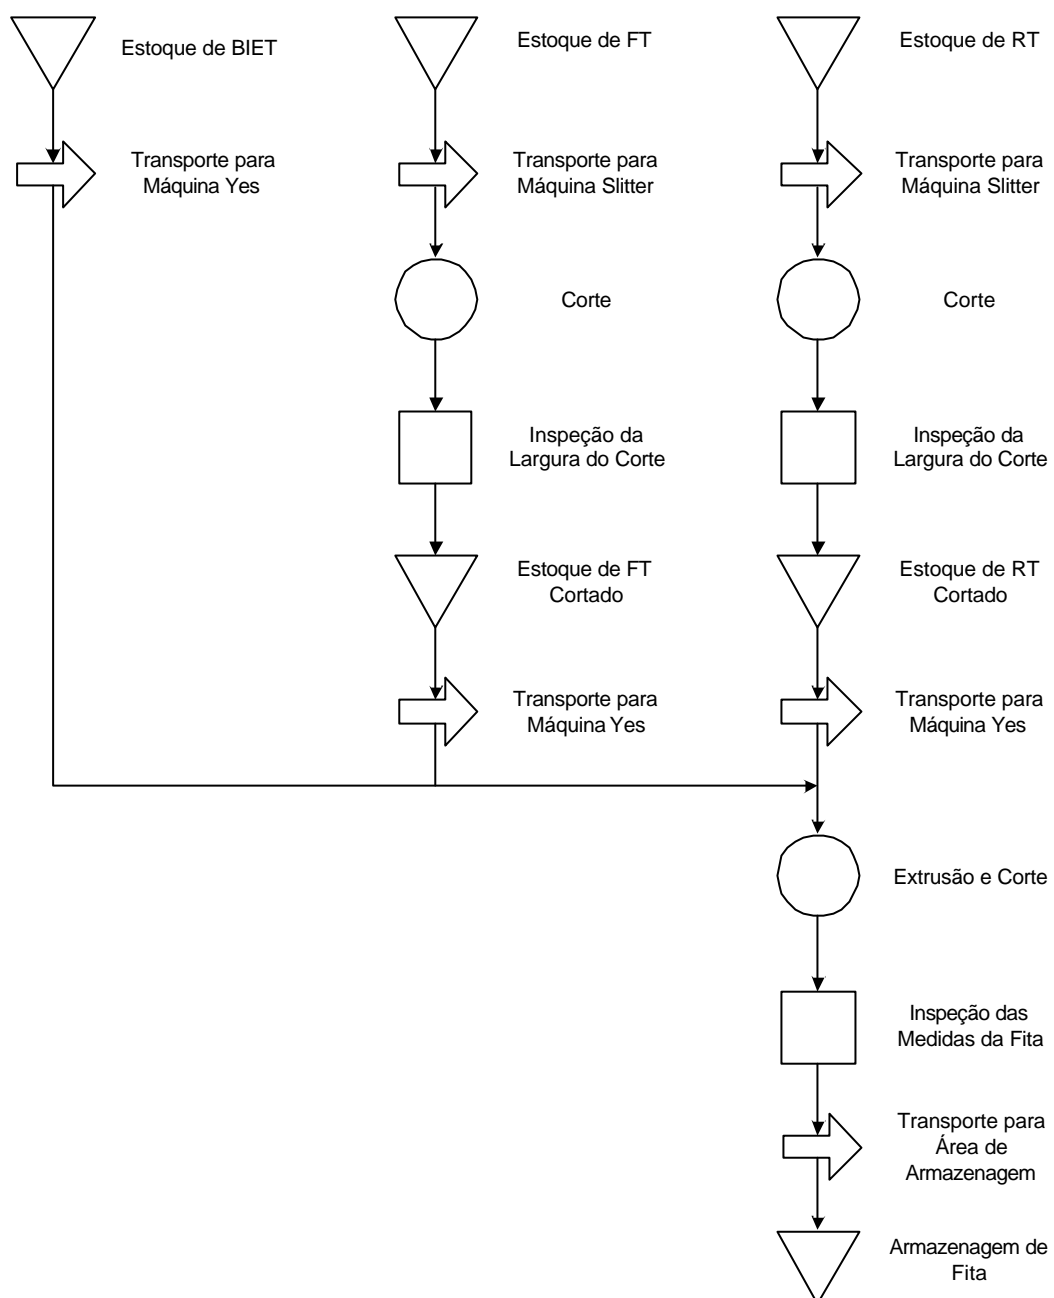 Estoque de BIET
Estoque de FT
Estoque de RT
Transporte para
Máquina Yes
Transporte para
Máquina Slitter
Transporte para
Máquina Slitter
Corte
Corte
Inspeção da
Largura do Corte
Inspeção da
Largura do Corte
Estoque de FT
Cortado
Estoque de RT
Cortado
Transporte para
Máquina Yes
Transporte para
Máquina Yes
Extrusão e Corte
Inspeção das
Medidas da Fita
Transporte para
Área de
Armazenagem
Armazenagem de
Fita